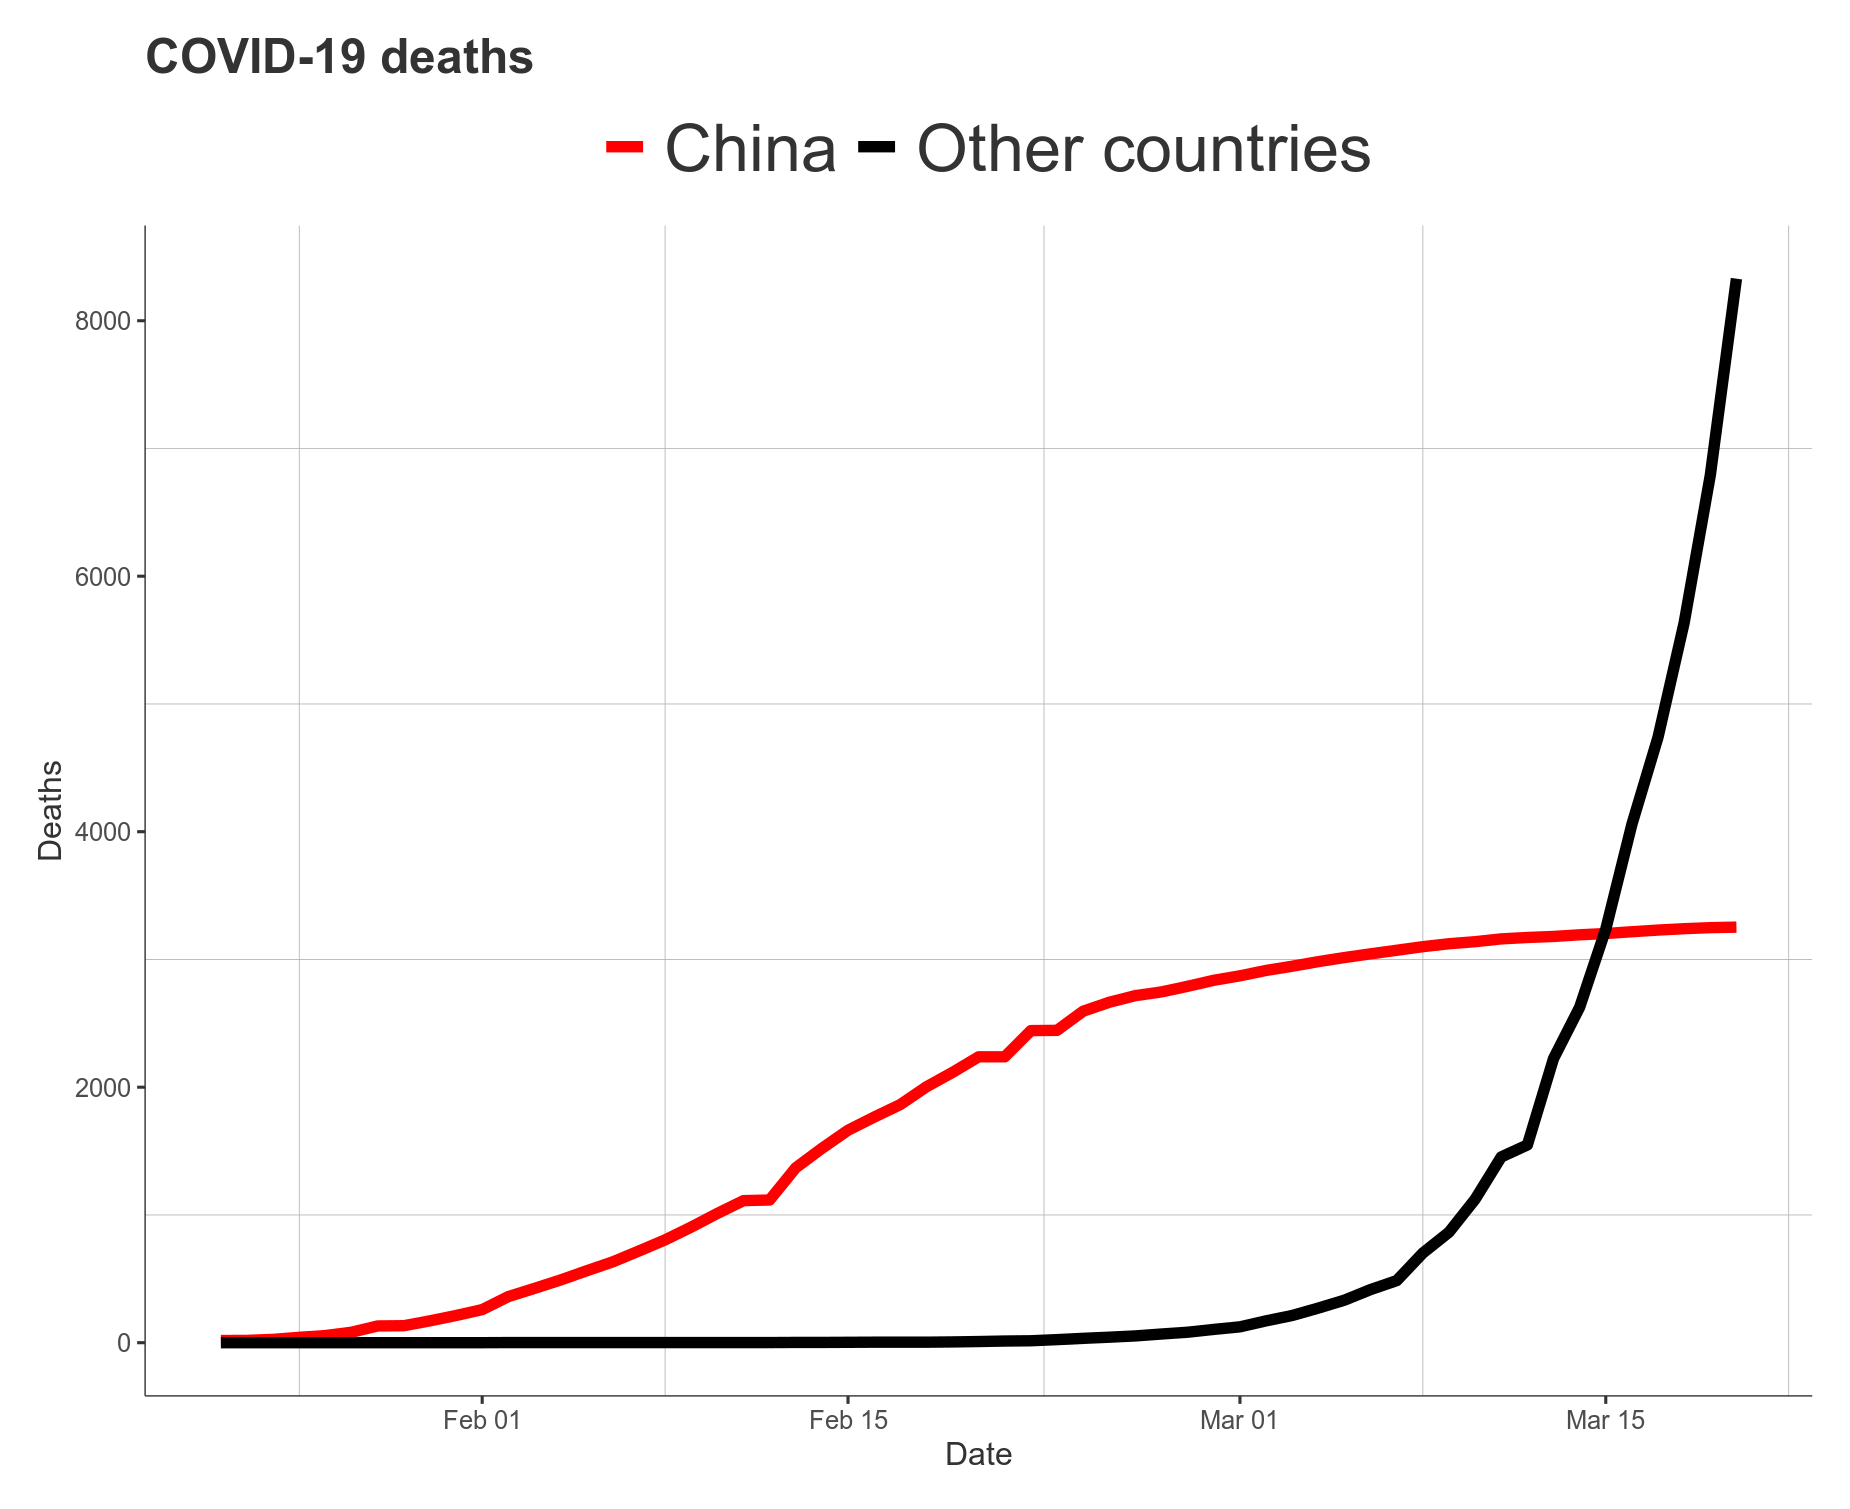 COVID-19 deaths
China Other countries
8000
6000
4000
2000
0
Deaths
Feb 01 Feb 15 Mar 01 Mar 15
Date